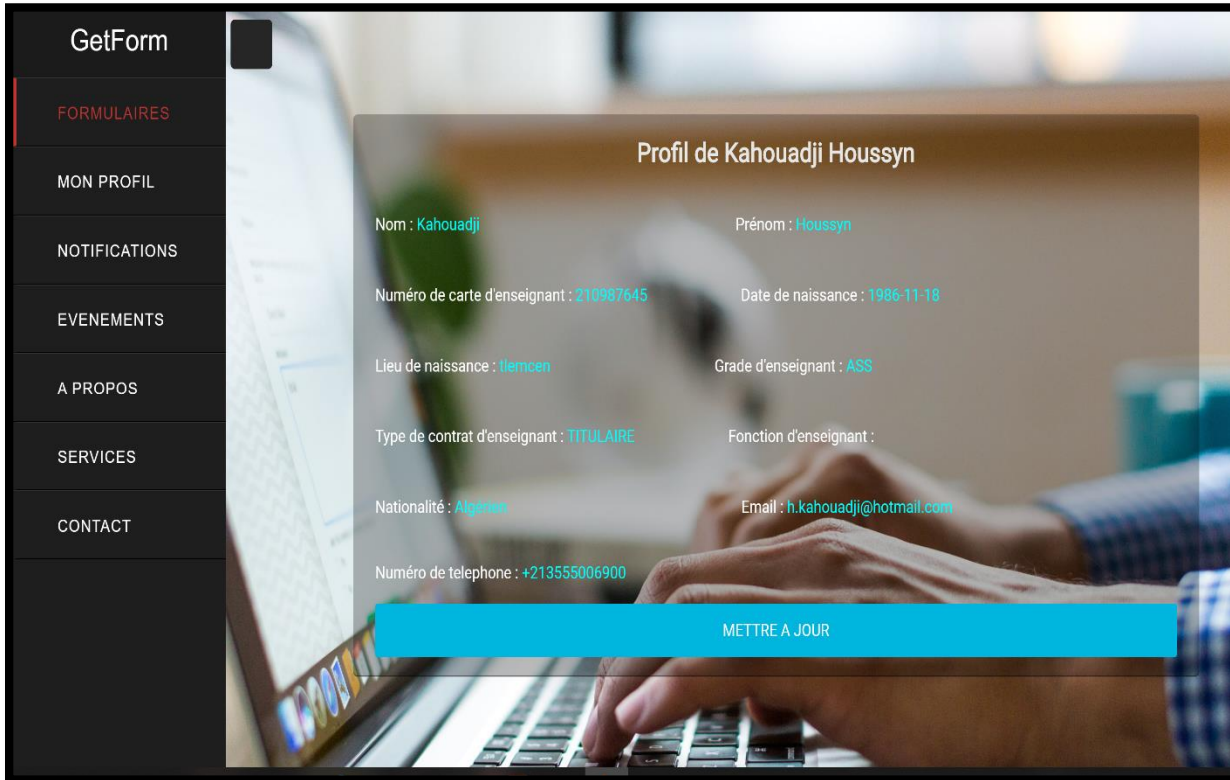 GetForm
FORMULAIRES
MON PROFIL
NOTIFICATIONS
EVENEMENTS
A PROPOS
SERVICES
CONTACT
Profil de Kahouadji Houssyn
Nom : Kahouadji Prénom : Houssyn
Numéro de carte d'enseignant : 210987645 Date de naissance : 1986-11-18
Lieu de naissance : tlemcen Grade d'enseignant : ASS
Type de contrat d'enseignant : TITULAIRE Fonction d'enseignant :
Nationalité : Algérien Email : h.kahouadji@hotmail.com
Numéro de telephone : +213555006900
METTRE A JOUR